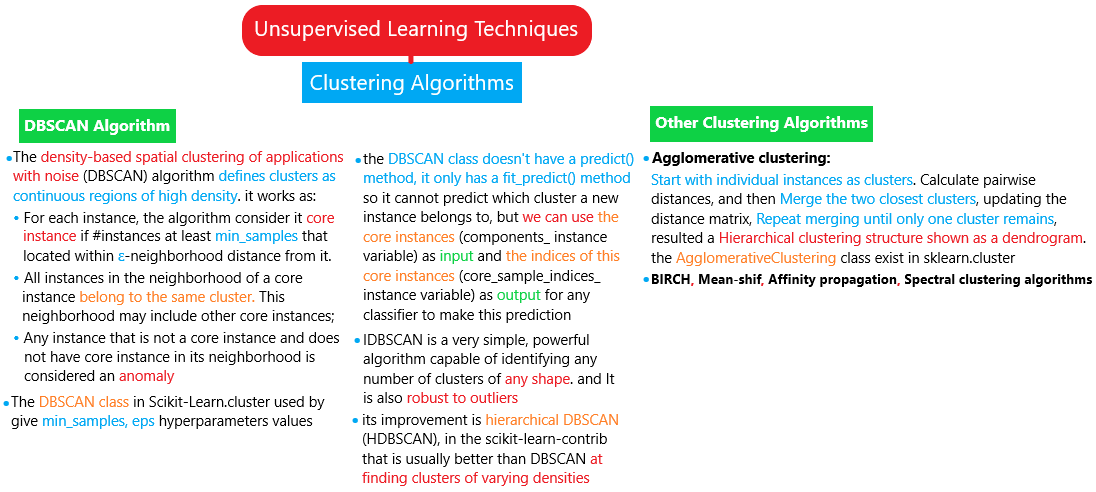 Unsupervised Learning Techniques
Clustering Algorithms
DBSCAN Algorithm
•The density-based spatial clustering of applications
with noise (DBSCAN) algorithm defines clusters as
continuous regions of high density. it works as:
• For each instance, the algorithm consider it core
instance if #instances at least min_samples that
located within ε-neighborhood distance from it.
• All instances in the neighborhood of a core
instance belong to the same cluster. This
neighborhood may include other core instances;
• Any instance that is not a core instance and does
not have core instance in its neighborhood is
considered an anomaly
•The DBSCAN class in Scikit-Learn.cluster used by
give min_samples, eps hyperparameters values
•the DBSCAN class doesn't have a predict()
method, it only has a fit_predict() method
so it cannot predict which cluster a new
instance belongs to, but we can use the
core instances (components_ instance
variable) as input and the indices of this
core instances (core_sample_indices_
instance variable) as output for any
classifier to make this prediction
• IDBSCAN is a very simple, powerful
algorithm capable of identifying any
number of clusters of any shape. and It
is also robust to outliers
• its improvement is hierarchical DBSCAN
(HDBSCAN), in the scikit-learn-contrib
that is usually better than DBSCAN at
finding clusters of varying densities
Other Clustering Algorithms
• Agglomerative clustering:
Start with individual instances as clusters. Calculate pairwise
distances, and then Merge the two closest clusters, updating the
distance matrix, Repeat merging until only one cluster remains,
resulted a Hierarchical clustering structure shown as a dendrogram.
the AgglomerativeClustering class exist in sklearn.cluster
•BIRCH, Mean-shif, Affinity propagation, Spectral clustering algorithms